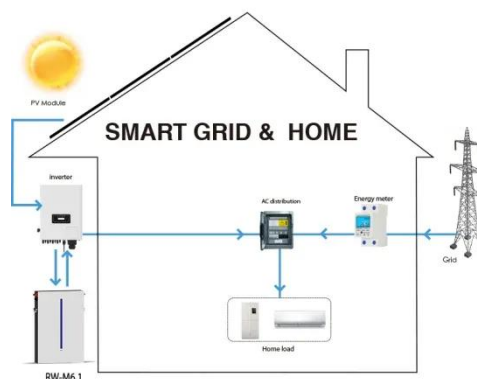 PV Module
SMART GRID & HOME
inverter
AC distribution
Energy meter
Grid
Home load
RW-M6.1